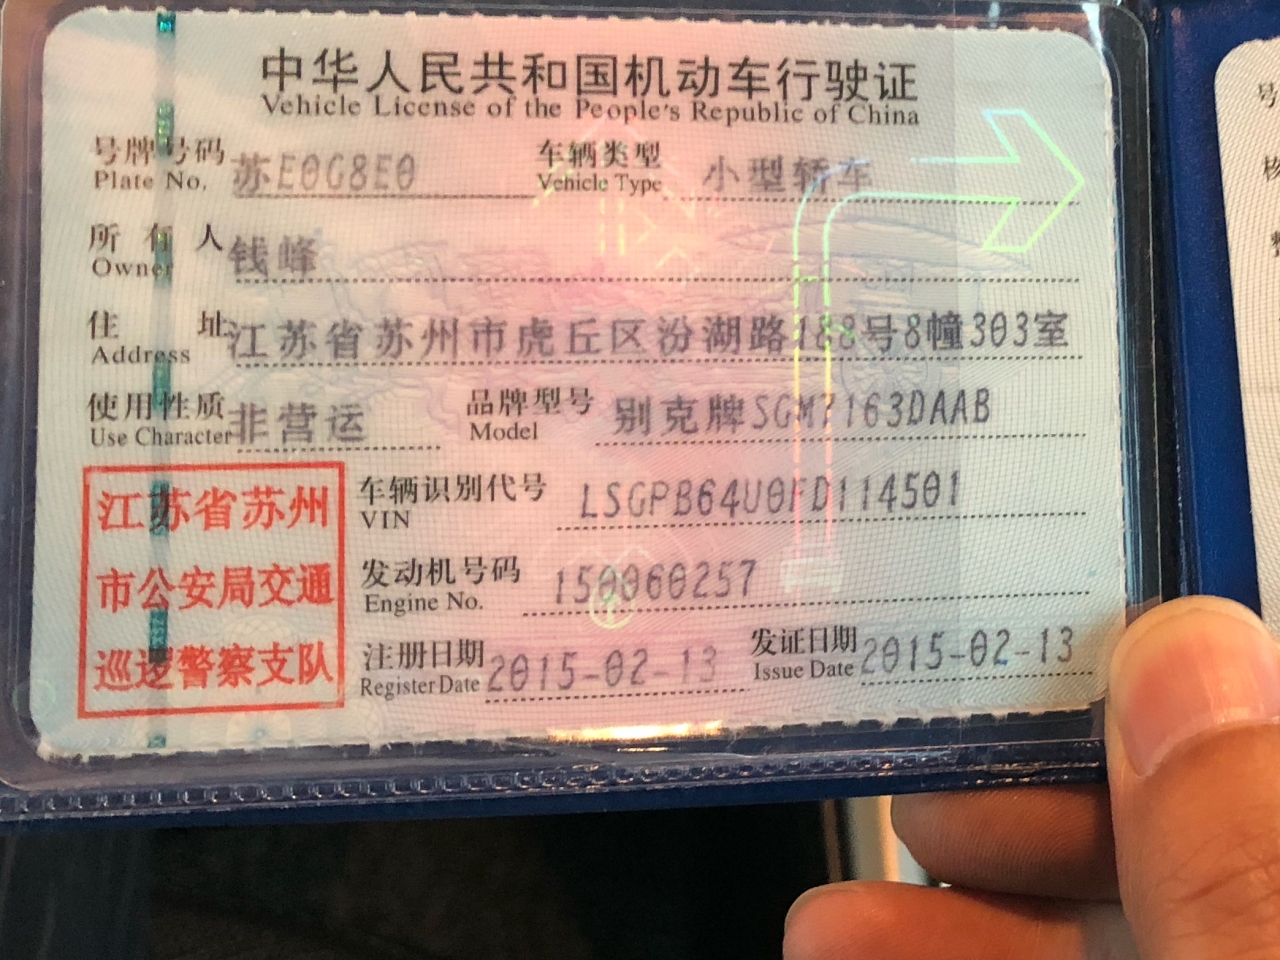 中华人民共和国机动车行驶证
Vehicle License of the People's Republic of China
号牌号码 苏E0G8E0 车辆类型 小型轿车
Plate No. Vehicle Type
所有人 钱峰
Owner
住址 江苏省苏州市虎丘区汾湖路188号8幢303室
Address
使用性质 非营运 品牌型号 别克牌SGM7163DAAB
Use Character Model
江苏省苏州
市公安局交通
巡逻警察支队
车辆识别代号 LSGPB64U0FD114501
VIN
发动机号码 150060257
Engine No.
注册日期 2015-02-13 发证日期 2015-02-13
Register Date Issue Date
号
核